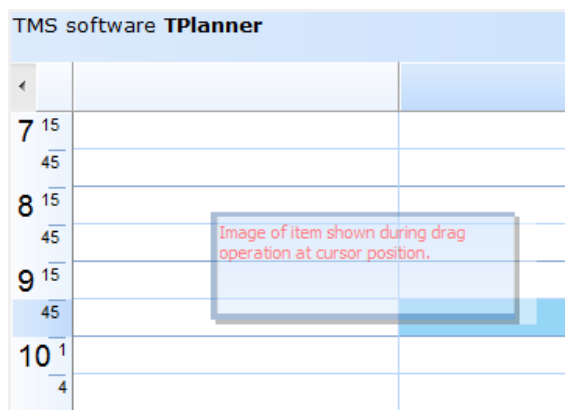 TMS software TPlanner
7 15
45
8 15
45
9 15
45
10 1
4
Image of item shown during drag
operation at cursor position.